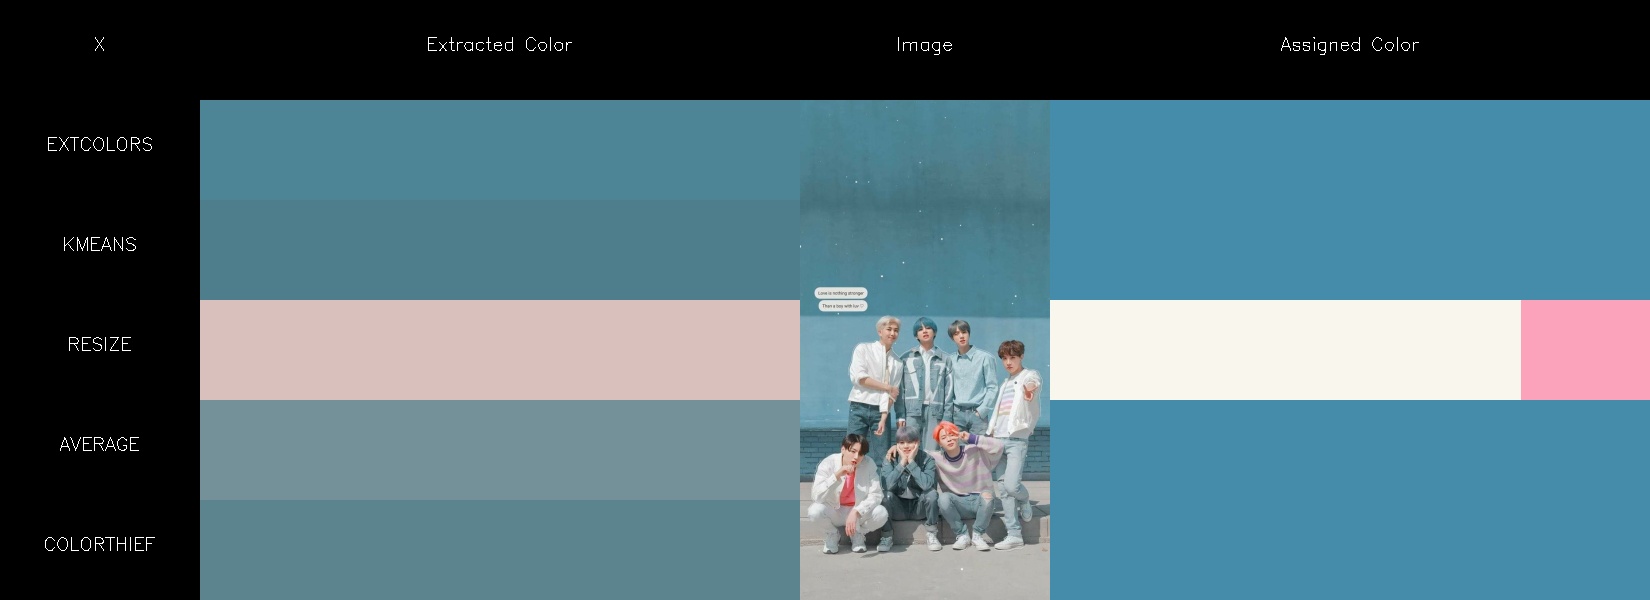 X
Extracted Color
Image
Assigned Color
EXTCOLORS
KMEANS
RESIZE
AVERAGE
COLORTHIEF
Love is nothing stronger
Than a boy with luv ♡